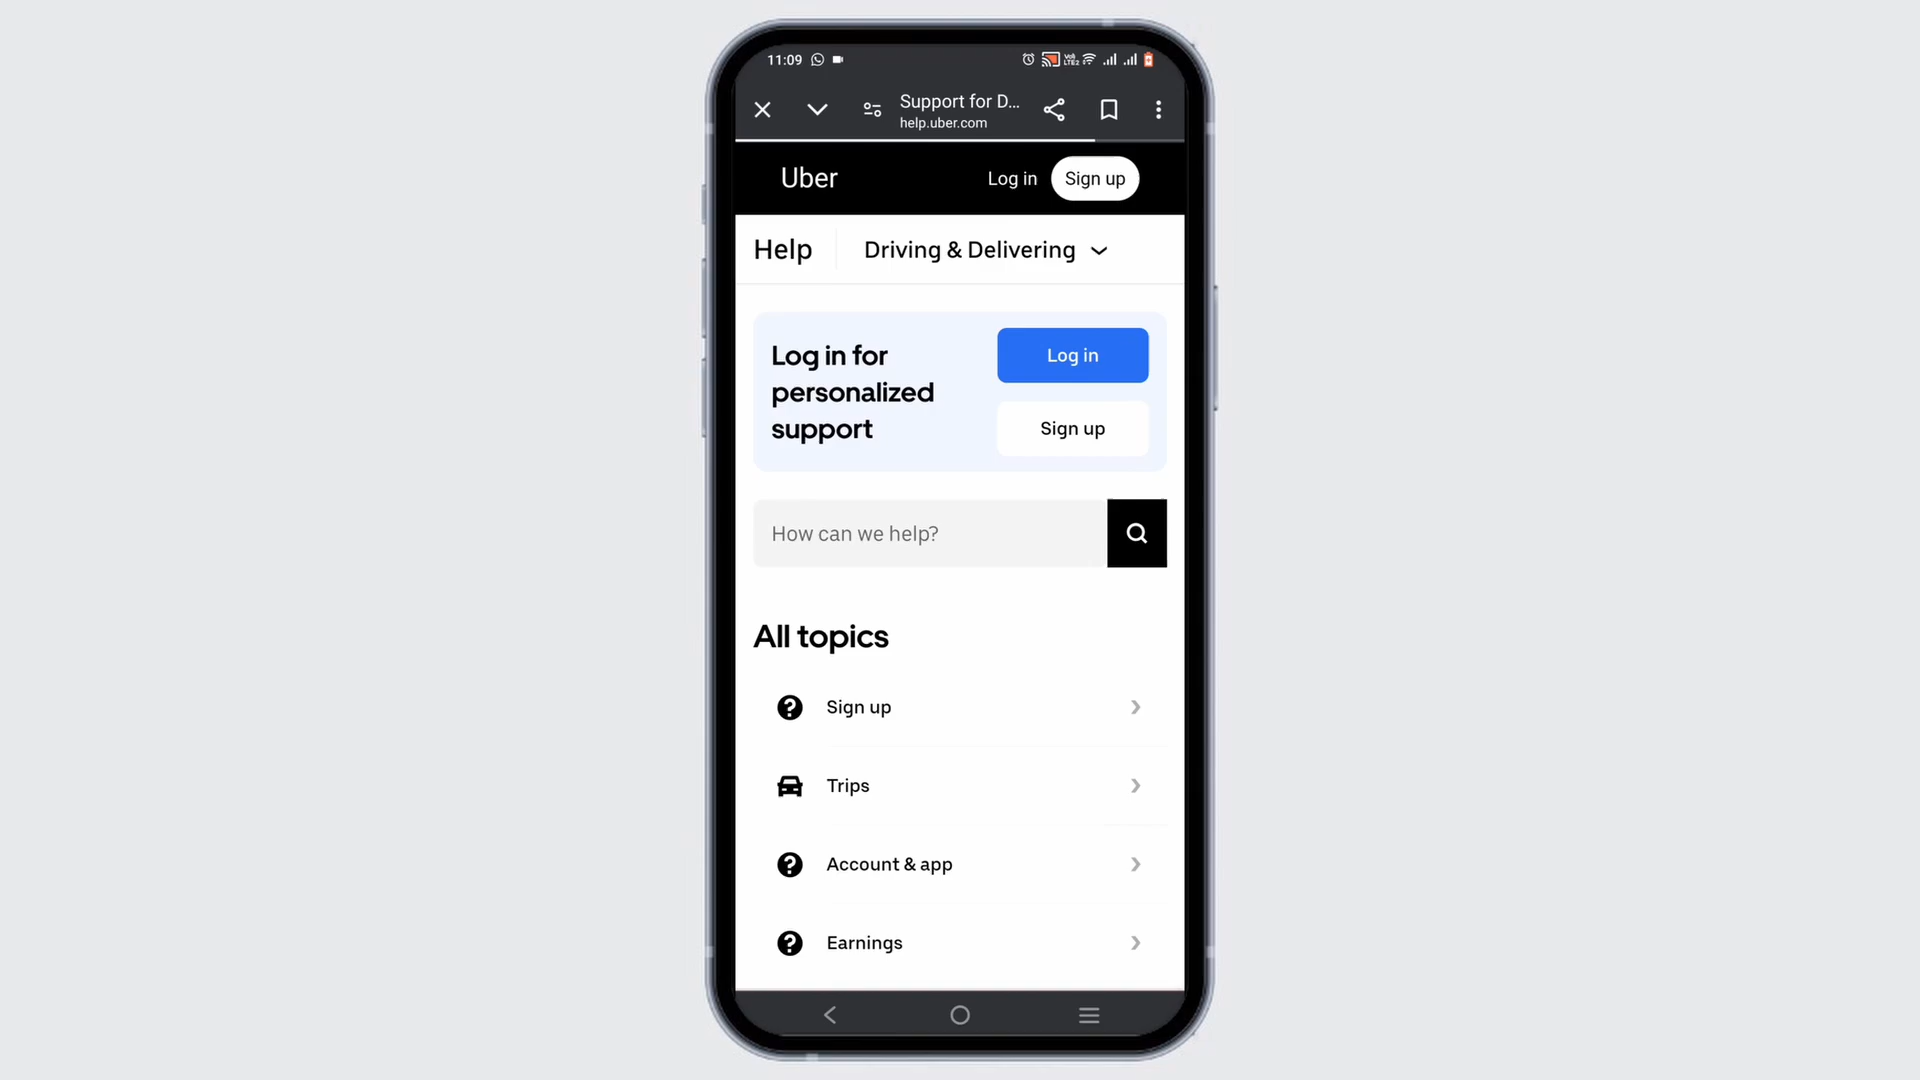 11:09
Support for D...
help.uber.com
Uber
Log in
Sign up
Help
Driving & Delivering
Log in for
personalized
support
Log in
Sign up
How can we help?
All topics
Sign up
Trips
Account & app
Earnings